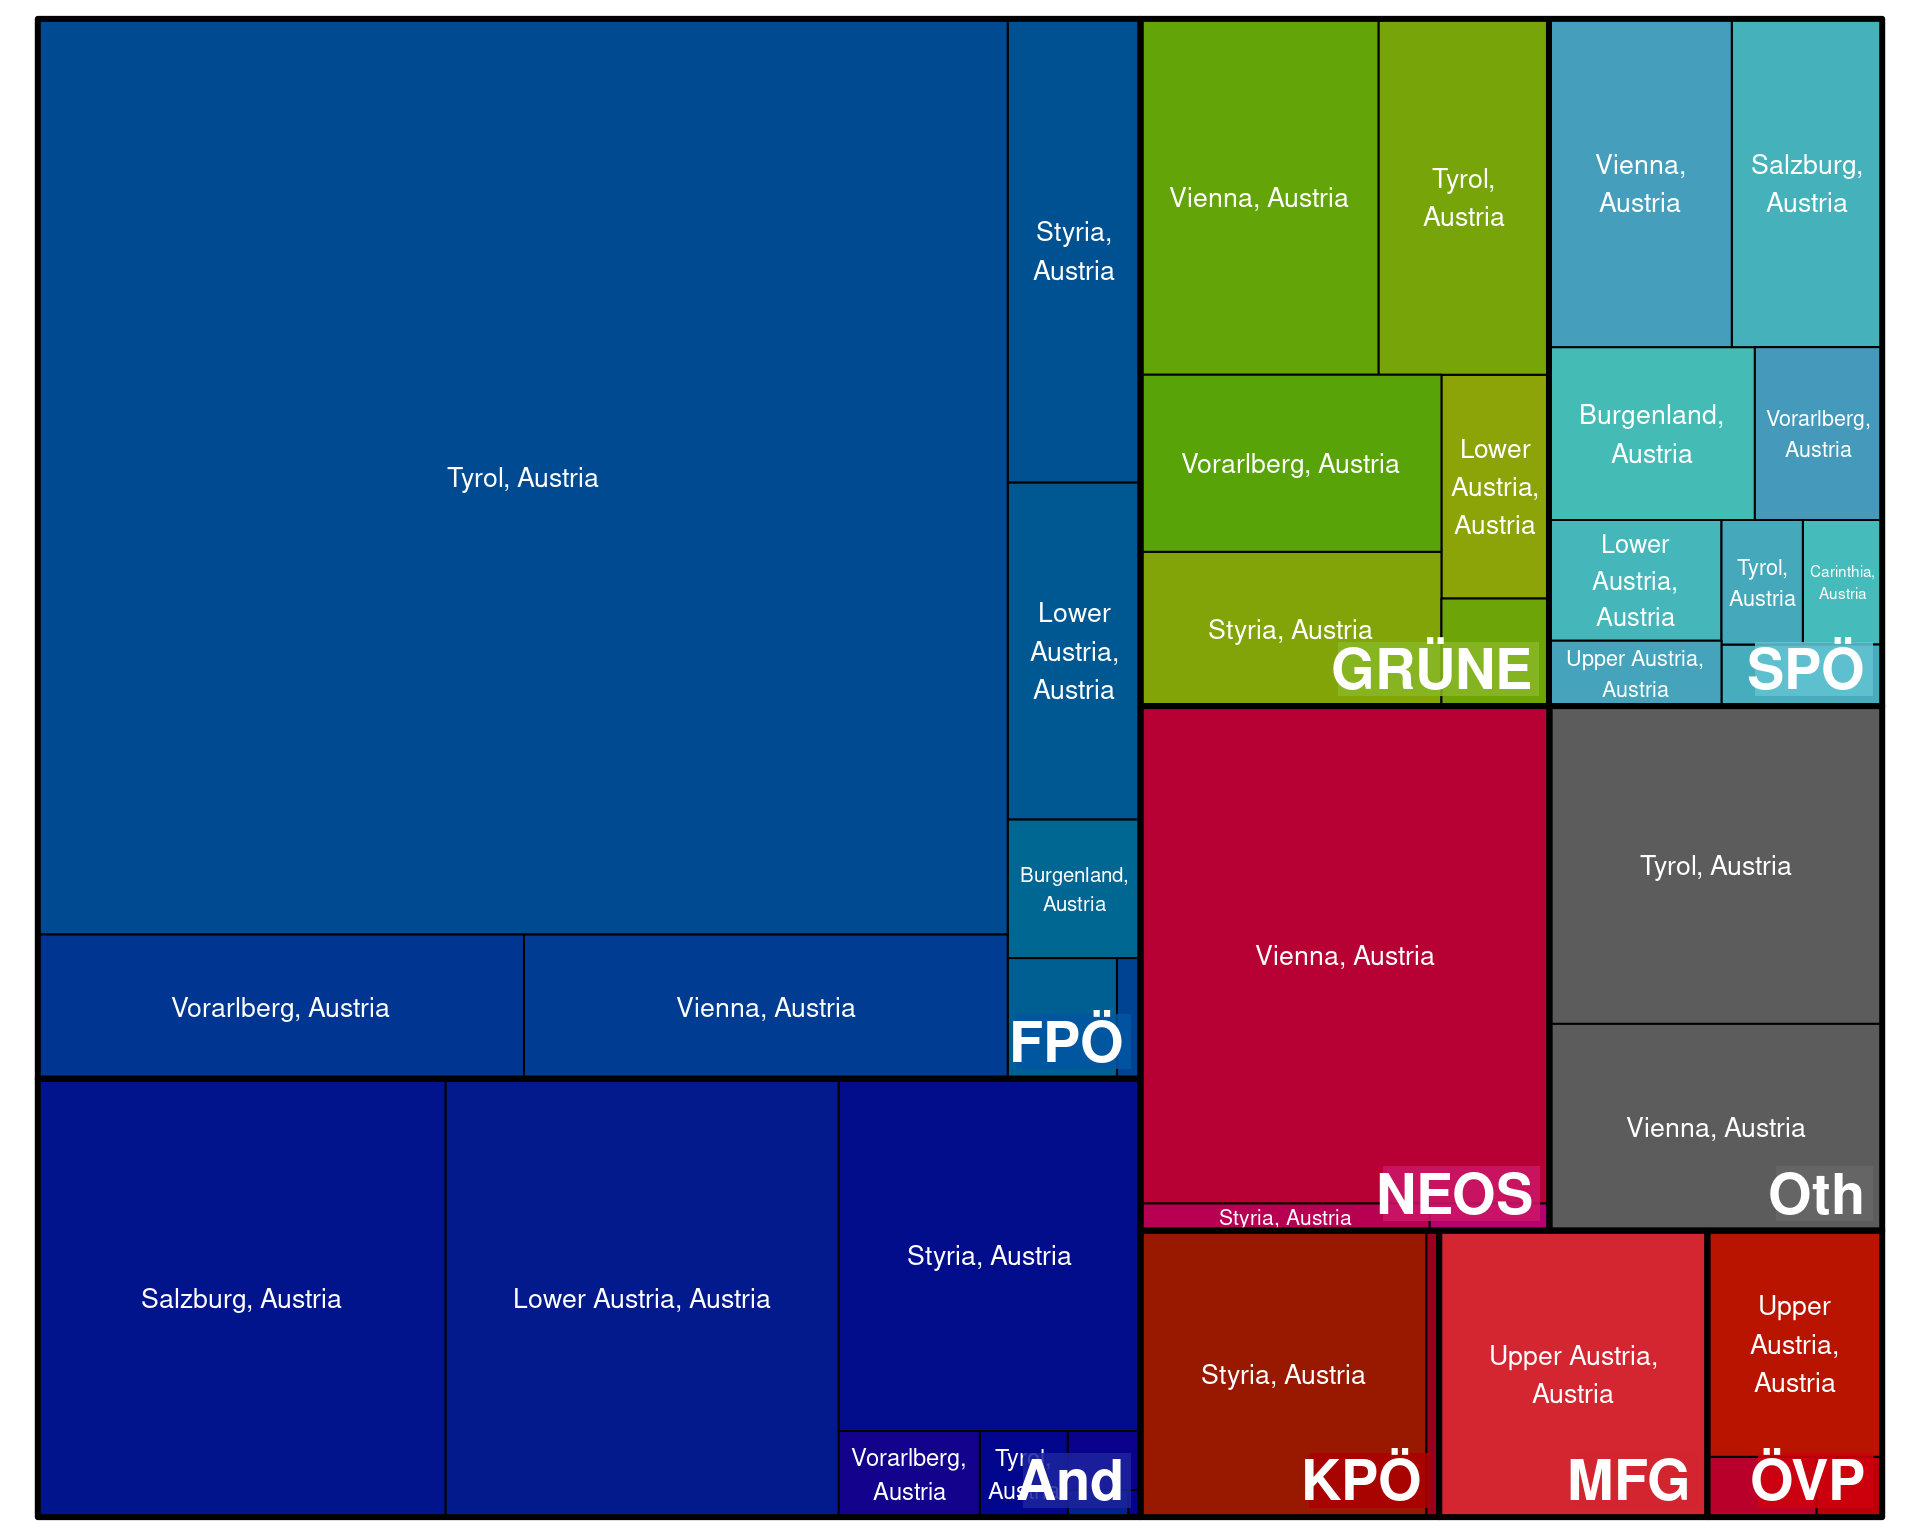 Tyrol, Austria
Styria,
Austria
Lower
Austria,
Austria
Burgenland,
Austria
Vorarlberg, Austria
Vienna, Austria
FPÖ
Salzburg, Austria
Lower Austria, Austria
Styria, Austria
Vorarlberg,
Austria
Tyrol,
Austria
And
Vienna, Austria
Tyrol,
Austria
Vorarlberg, Austria
Lower
Austria,
Austria
Styria, Austria
GRÜNE
Vienna,
Austria
Salzburg,
Austria
Burgenland,
Austria
Vorarlberg,
Austria
Lower
Austria,
Austria
Tyrol,
Austria
Carinthia,
Austria
Upper Austria,
Austria
SPÖ
Vienna, Austria
Styria, Austria
NEOS
Tyrol, Austria
Vienna, Austria
Oth
Styria, Austria
KPÖ
Upper Austria,
Austria
MFG
Upper
Austria,
Austria
ÖVP